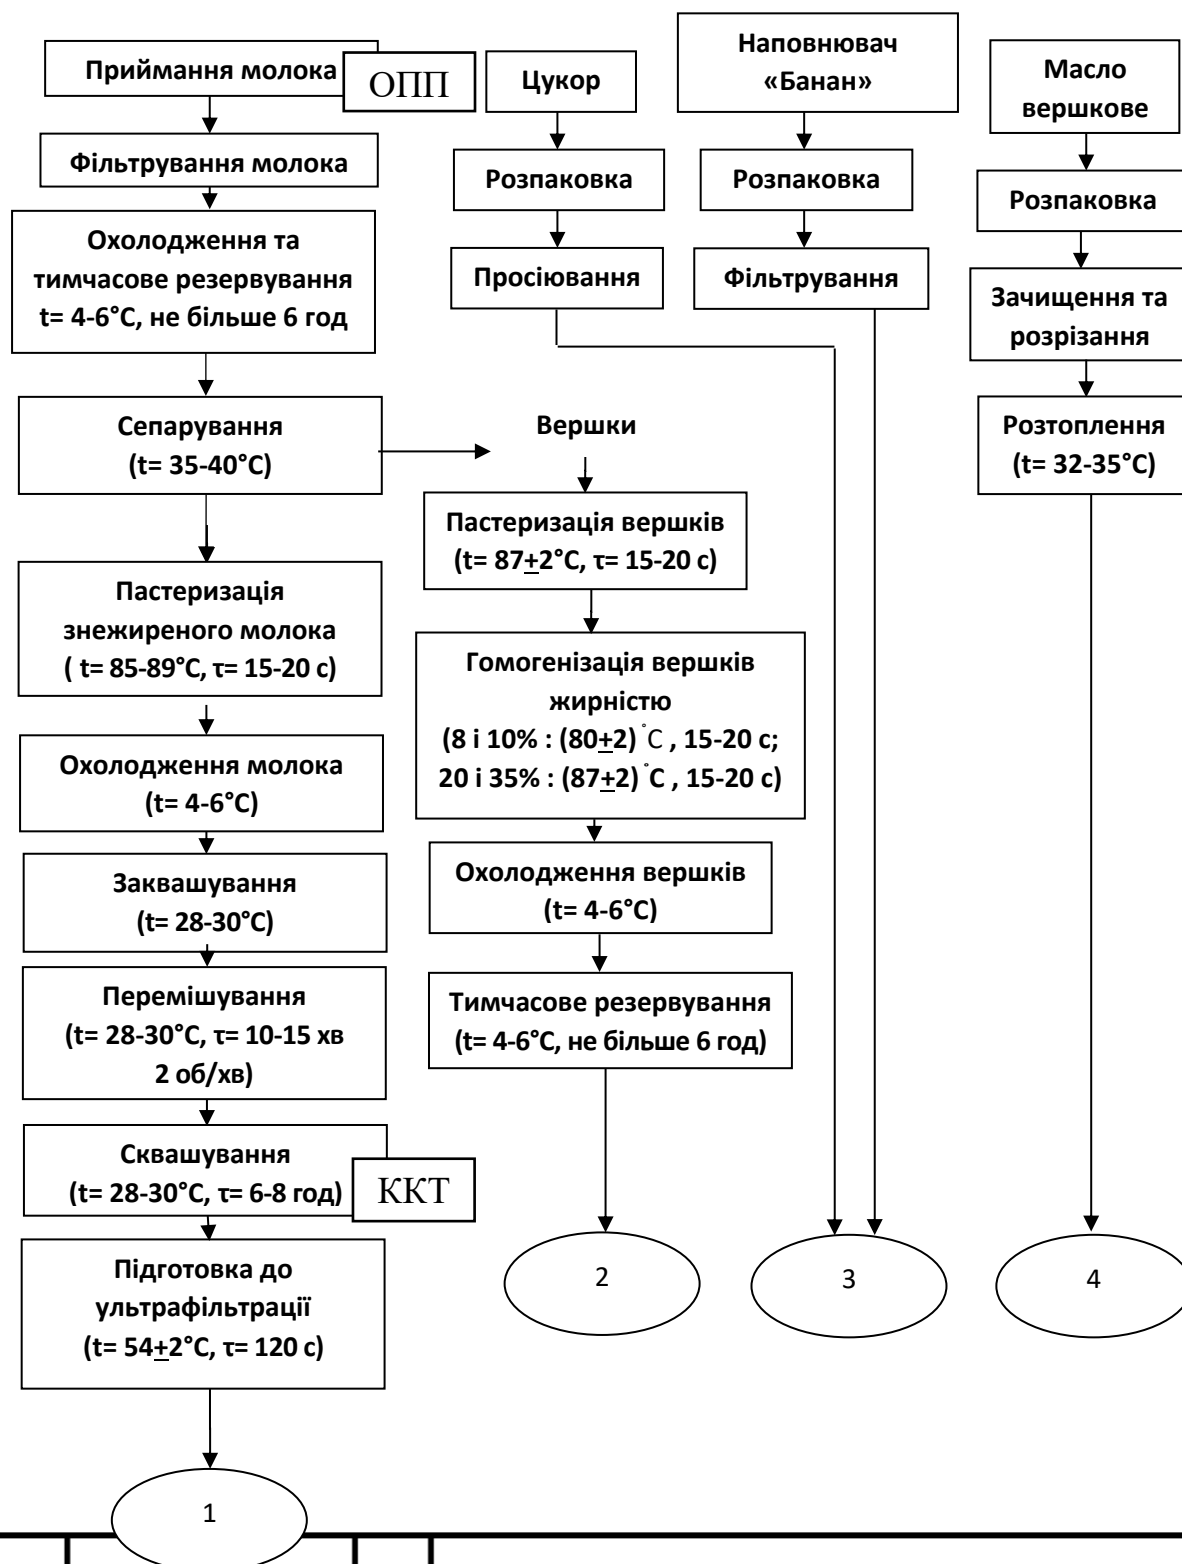 Приймання молока
ОПП
Фільтрування молока
Охолодження та
тимчасове резервування
t= 4-6°С, не більше 6 год
Сепарування
(t= 35-40°С)
Пастеризація
знежиреного молока
( t= 85-89°С, τ= 15-20 с)
Охолодження молока
(t= 4-6°С)
Заквашування
(t= 28-30°С)
Перемішування
(t= 28-30°С, τ= 10-15 хв
2 об/хв)
Сквашування
(t= 28-30°С, τ= 6-8 год)
ККТ
Підготовка до
ультрафільтрації
(t= 54±2°С, τ= 120 с)
1
Вершки
Пастеризація вершків
(t= 87±2°С, τ= 15-20 с)
Гомогенізація вершків
жирністю
(8 і 10% : (80±2) °С , 15-20 с;
20 і 35% : (87±2) °С , 15-20 с)
Охолодження вершків
(t= 4-6°С)
Тимчасове резервування
(t= 4-6°С, не більше 6 год)
2
Цукор
Розпаковка
Просіювання
Наповнювач
«Банан»
Розпаковка
Фільтрування
3
Масло
вершкове
Розпаковка
Зачищення та
розрізання
Розтоплення
(t= 32-35°С)
4